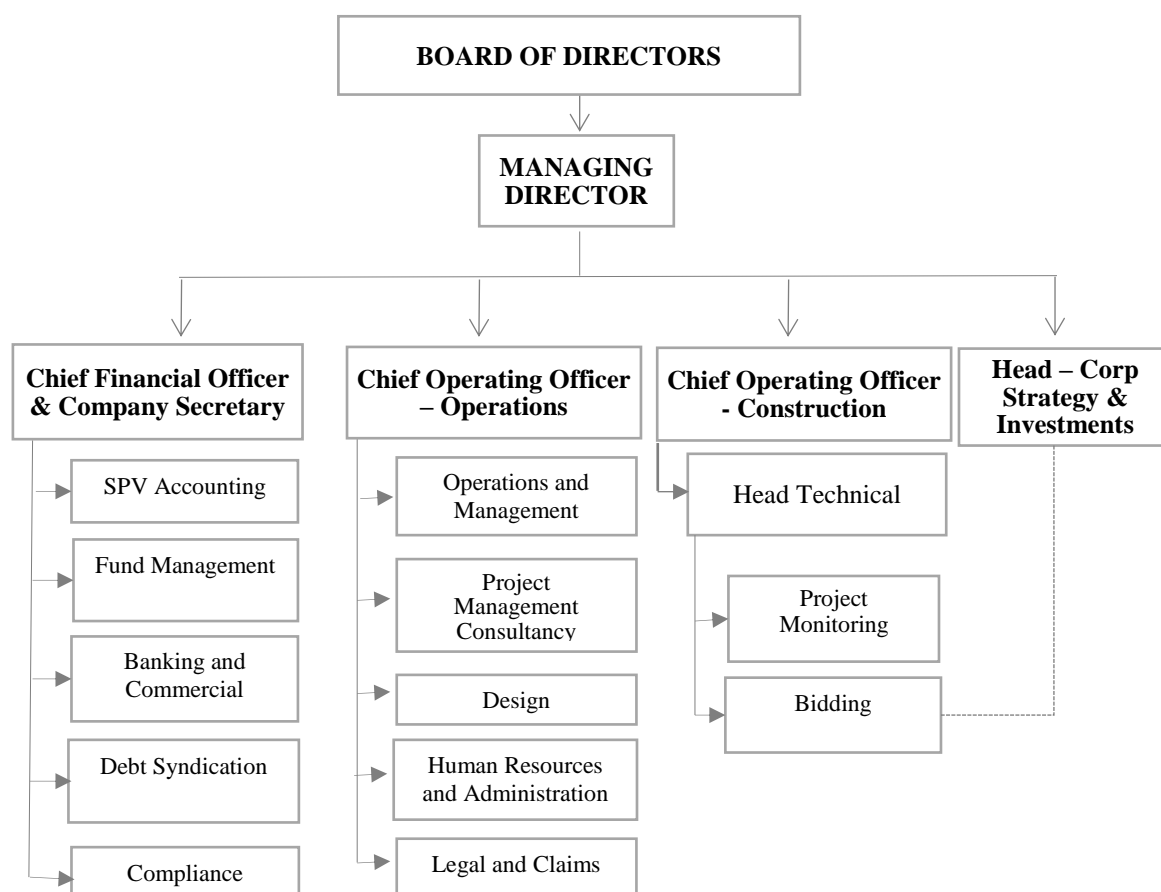 BOARD OF DIRECTORS
MANAGING
DIRECTOR
Chief Financial Officer
& Company Secretary
SPV Accounting
Fund Management
Banking and
Commercial
Debt Syndication
Compliance
Chief Operating Officer
– Operations
Operations and
Management
Project
Management
Consultancy
Design
Human Resources
and Administration
Legal and Claims
Chief Operating Officer
- Construction
Head Technical
Project
Monitoring
Bidding
Head – Corp
Strategy &
Investments